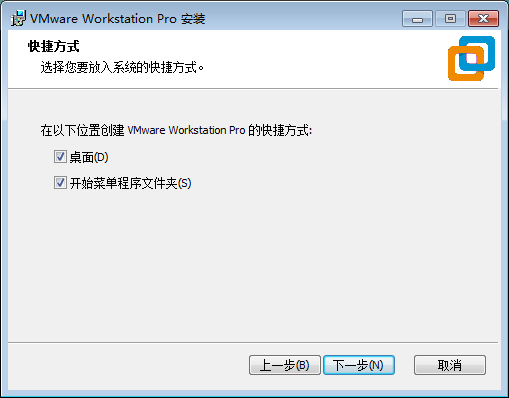 VMware Workstation Pro 安装
快捷方式
选择您要放入系统的快捷方式。
在以下位置创建 VMware Workstation Pro 的快捷方式:
桌面(D)
开始菜单程序文件夹(S)
上一步(B) 下一步(N) 取消